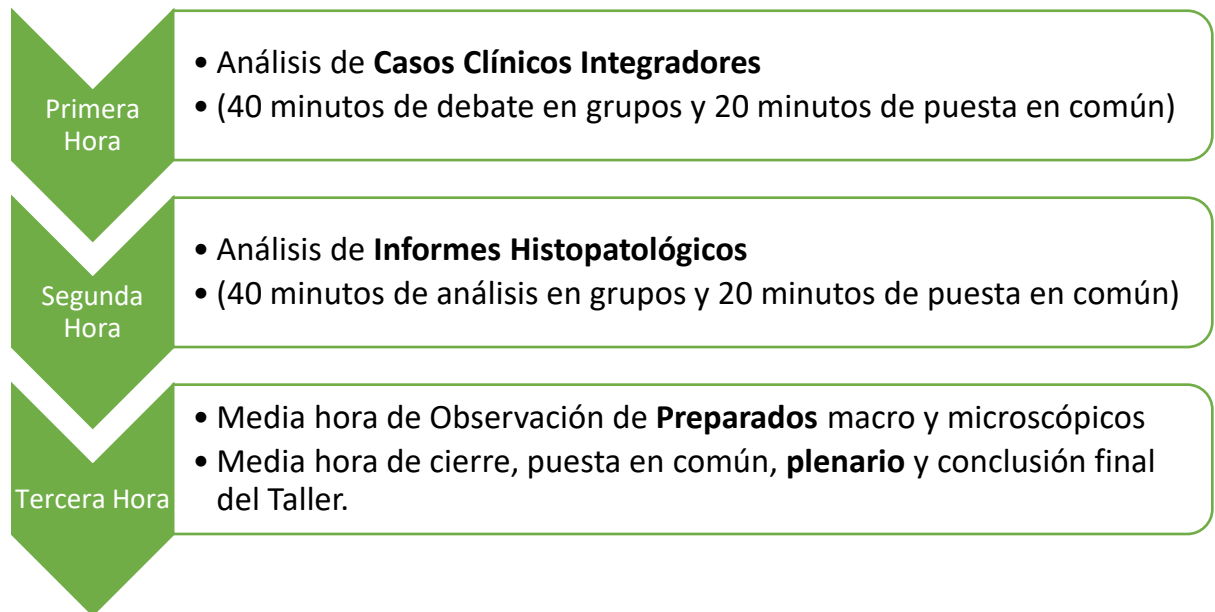 Primera
Hora
• Análisis de Casos Clínicos Integradores
• (40 minutos de debate en grupos y 20 minutos de puesta en común)
Segunda
Hora
• Análisis de Informes Histopatológicos
• (40 minutos de análisis en grupos y 20 minutos de puesta en común)
Tercera Hora
• Media hora de Observación de Preparados macro y microscópicos
• Media hora de cierre, puesta en común, plenario y conclusión final
del Taller.